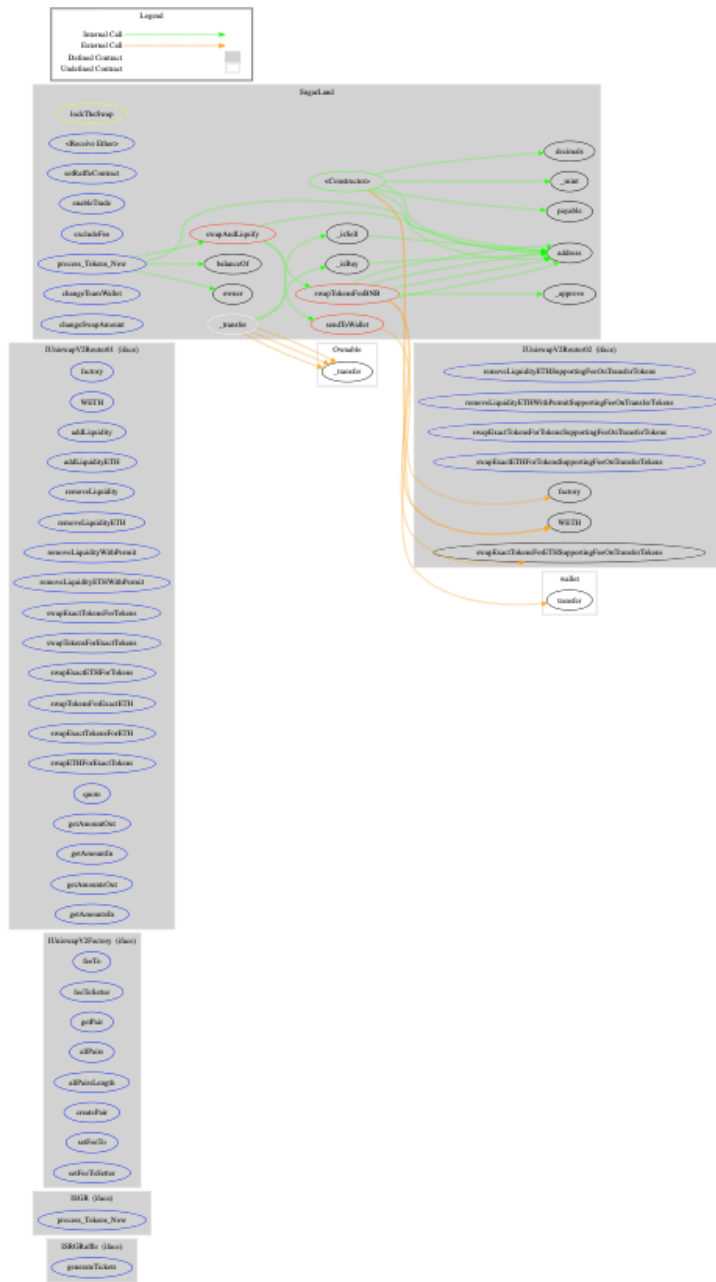 Legend
Internal Call
External Call
Defined Contract
Undefined Contract
SugarLand
lockTheSwap
<Receive Ether>
setRaffleContract
enableTrade
excludeFee
process_Tokens_Now
changeTeamWallet
changeSwapAmount
swapAndLiquify
balanceOf
owner
_transfer
<Constructor>
_isSell
_isBuy
swapTokensForBNB
sendToWallet
decimals
_mint
payable
address
_approve
Ownable
_transfer
IUniswapV2Router01 (iface)
factory
WETH
addLiquidity
addLiquidityETH
removeLiquidity
removeLiquidityETH
removeLiquidityWithPermit
removeLiquidityETHWithPermit
swapExactTokensForTokens
swapTokensForExactTokens
swapExactETHForTokens
swapTokensForExactETH
swapExactTokensForETH
swapETHForExactTokens
quote
getAmountOut
getAmountIn
getAmountsOut
getAmountsIn
IUniswapV2Router02 (iface)
removeLiquidityETHSupportingFeeOnTransferTokens
removeLiquidityETHWithPermitSupportingFeeOnTransferTokens
swapExactTokensForTokensSupportingFeeOnTransferTokens
swapExactETHForTokensSupportingFeeOnTransferTokens
factory
WETH
swapExactTokensForETHSupportingFeeOnTransferTokens
wallet
transfer
IUniswapV2Factory (iface)
feeTo
feeToSetter
getPair
allPairs
allPairsLength
createPair
setFeeTo
setFeeToSetter
ISGR (iface)
process_Tokens_Now
ISRGRaffle (iface)
generateTickets